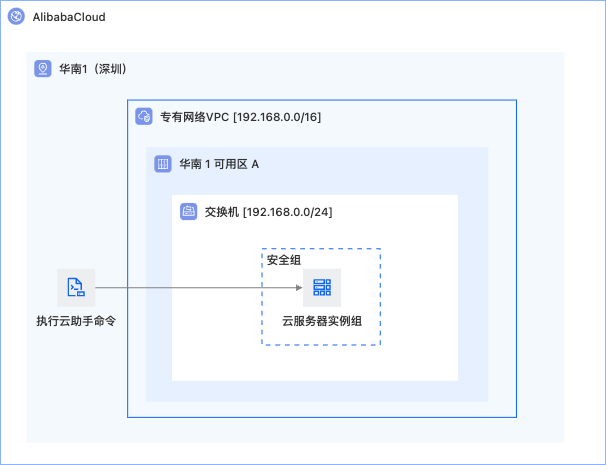 AlibabaCloud
华南1（深圳）
专有网络VPC [192.168.0.0/16]
华南 1 可用区 A
交换机 [192.168.0.0/24]
安全组
执行云助手命令
云服务器实例组